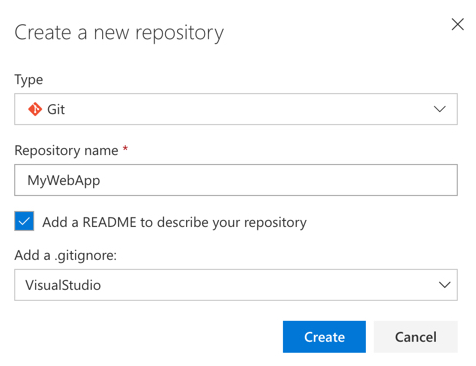 Create a new repository
Type
Git
Repository name *
MyWebApp
Add a README to describe your repository
Add a .gitignore:
VisualStudio
Create Cancel